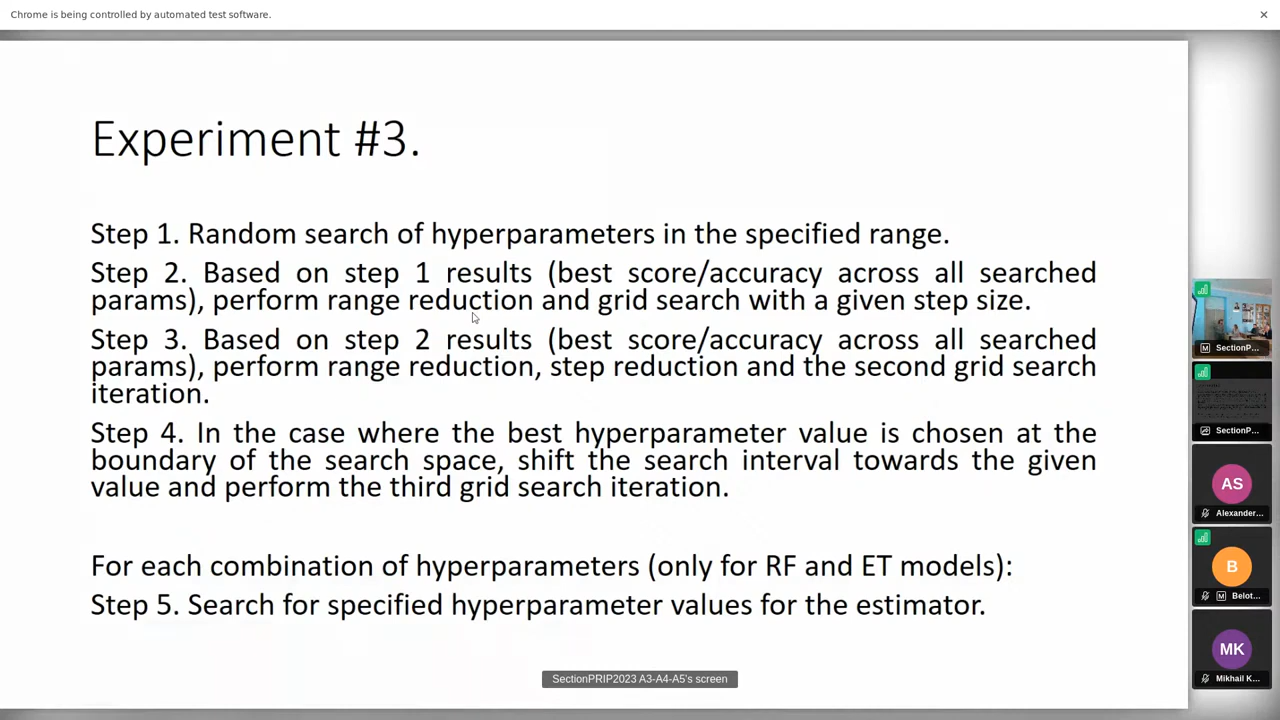 Chrome is being controlled by automated test software.
Experiment #3.
Step 1. Random search of hyperparameters in the specified range.
Step 2. Based on step 1 results (best score/accuracy across all searched
params), perform range reduction and grid search with a given step size.
Step 3. Based on step 2 results (best score/accuracy across all searched
params), perform range reduction, step reduction and the second grid search
iteration.
Step 4. In the case where the best hyperparameter value is chosen at the
boundary of the search space, shift the search interval towards the given
value and perform the third grid search iteration.
For each combination of hyperparameters (only for RF and ET models):
Step 5. Search for specified hyperparameter values for the estimator.
SectionPRIP2023 A3-A4-A5's screen
M SectionP...
SectionP...
AS
Alexander...
B
M Belot...
MK
Mikhail K...